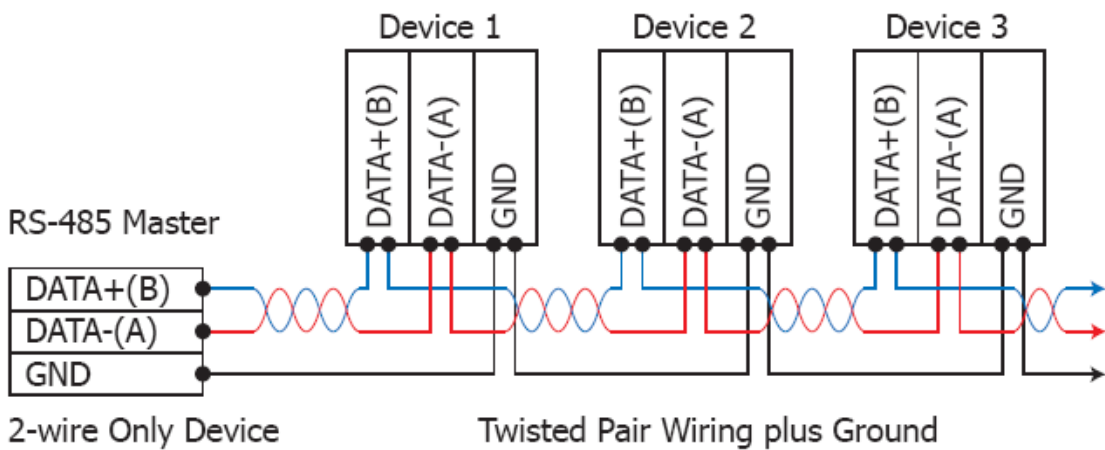 Device 1
Device 2
Device 3
DATA+(B)
DATA-(A)
GND
DATA+(B)
DATA-(A)
GND
DATA+(B)
DATA-(A)
GND
RS-485 Master
DATA+(B)
DATA-(A)
GND
2-wire Only Device
Twisted Pair Wiring plus Ground